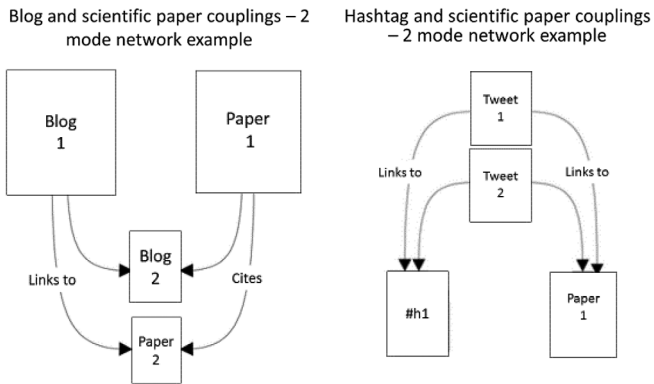 Blog and scientific paper couplings – 2
mode network example
Blog
1
Paper
1
Blog
2
Links to
Cites
Paper
2
Hashtag and scientific paper couplings
– 2 mode network example
Tweet
1
Links to
Links to
Tweet
2
#h1
Paper
1